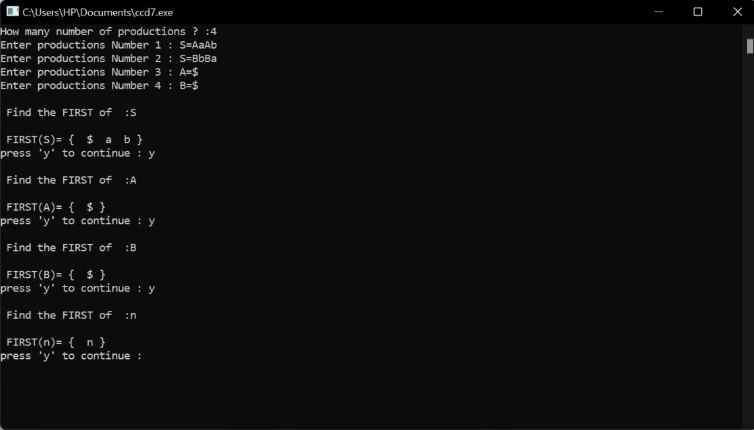 C:\Users\HP\Documents\ccd7.exe
How many number of productions ? :4
Enter productions Number 1 : S=AaAb
Enter productions Number 2 : S=BbBa
Enter productions Number 3 : A=$
Enter productions Number 4 : B=$
Find the FIRST of  :S
FIRST(S)= {  $  a  b }
press 'y' to continue : y
Find the FIRST of  :A
FIRST(A)= {  $ }
press 'y' to continue : y
Find the FIRST of  :B
FIRST(B)= {  $ }
press 'y' to continue : y
Find the FIRST of  :n
FIRST(n)= {  n }
press 'y' to continue :